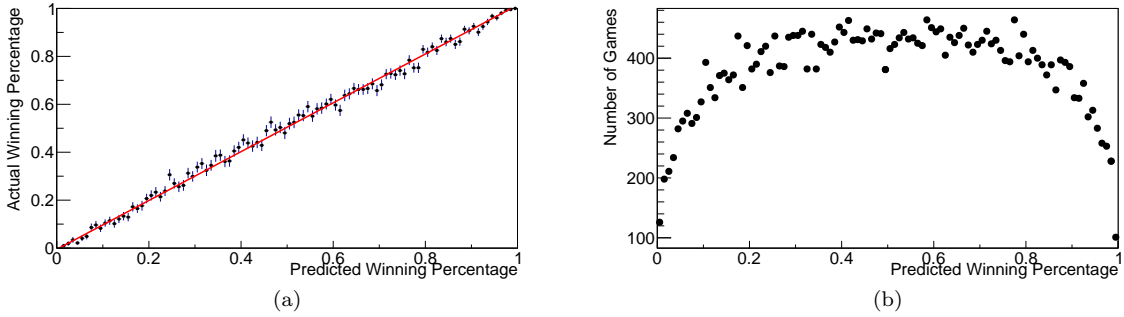 Actual Winning Percentage
1
0.8
0.6
0.4
0.2
0
0 0.2 0.4 0.6 0.8 1
Predicted Winning Percentage
(a)
Number of Games
400
300
200
100
0 0.2 0.4 0.6 0.8 1
Predicted Winning Percentage
(b)